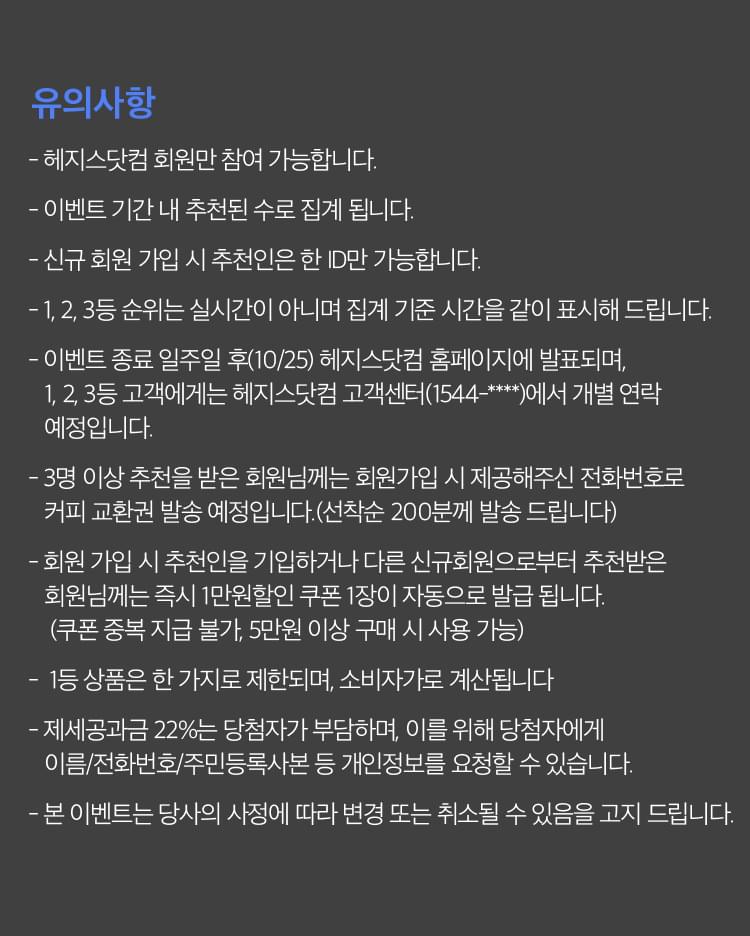 유의사항
- 헤지스닷컴 회원만 참여 가능합니다.
- 이벤트 기간 내 추천된 수로 집계 됩니다.
- 신규 회원 가입 시 추천인은 한 ID만 가능합니다.
- 1, 2, 3등 순위는 실시간이 아니며 집계 기준 시간을 같이 표시해 드립니다.
- 이벤트 종료 일주일 후(10/25) 헤지스닷컴 홈페이지에 발표되며,
1, 2, 3등 고객에게는 헤지스닷컴 고객센터(1544-****)에서 개별 연락
예정입니다.
- 3명 이상 추천을 받은 회원님께는 회원가입 시 제공해주신 전화번호로
커피 교환권 발송 예정입니다.(선착순 200분께 발송 드립니다)
- 회원 가입 시 추천인을 기입하거나 다른 신규회원으로부터 추천받은
회원님께는 즉시 1만원할인 쿠폰 1장이 자동으로 발급 됩니다.
(쿠폰 중복 지급 불가, 5만원 이상 구매 시 사용 가능)
- 1등 상품은 한 가지로 제한되며, 소비자가로 계산됩니다
- 제세공과금 22%는 당첨자가 부담하며, 이를 위해 당첨자에게
이름/전화번호/주민등록사본 등 개인정보를 요청할 수 있습니다.
- 본 이벤트는 당사의 사정에 따라 변경 또는 취소될 수 있음을 고지 드립니다.